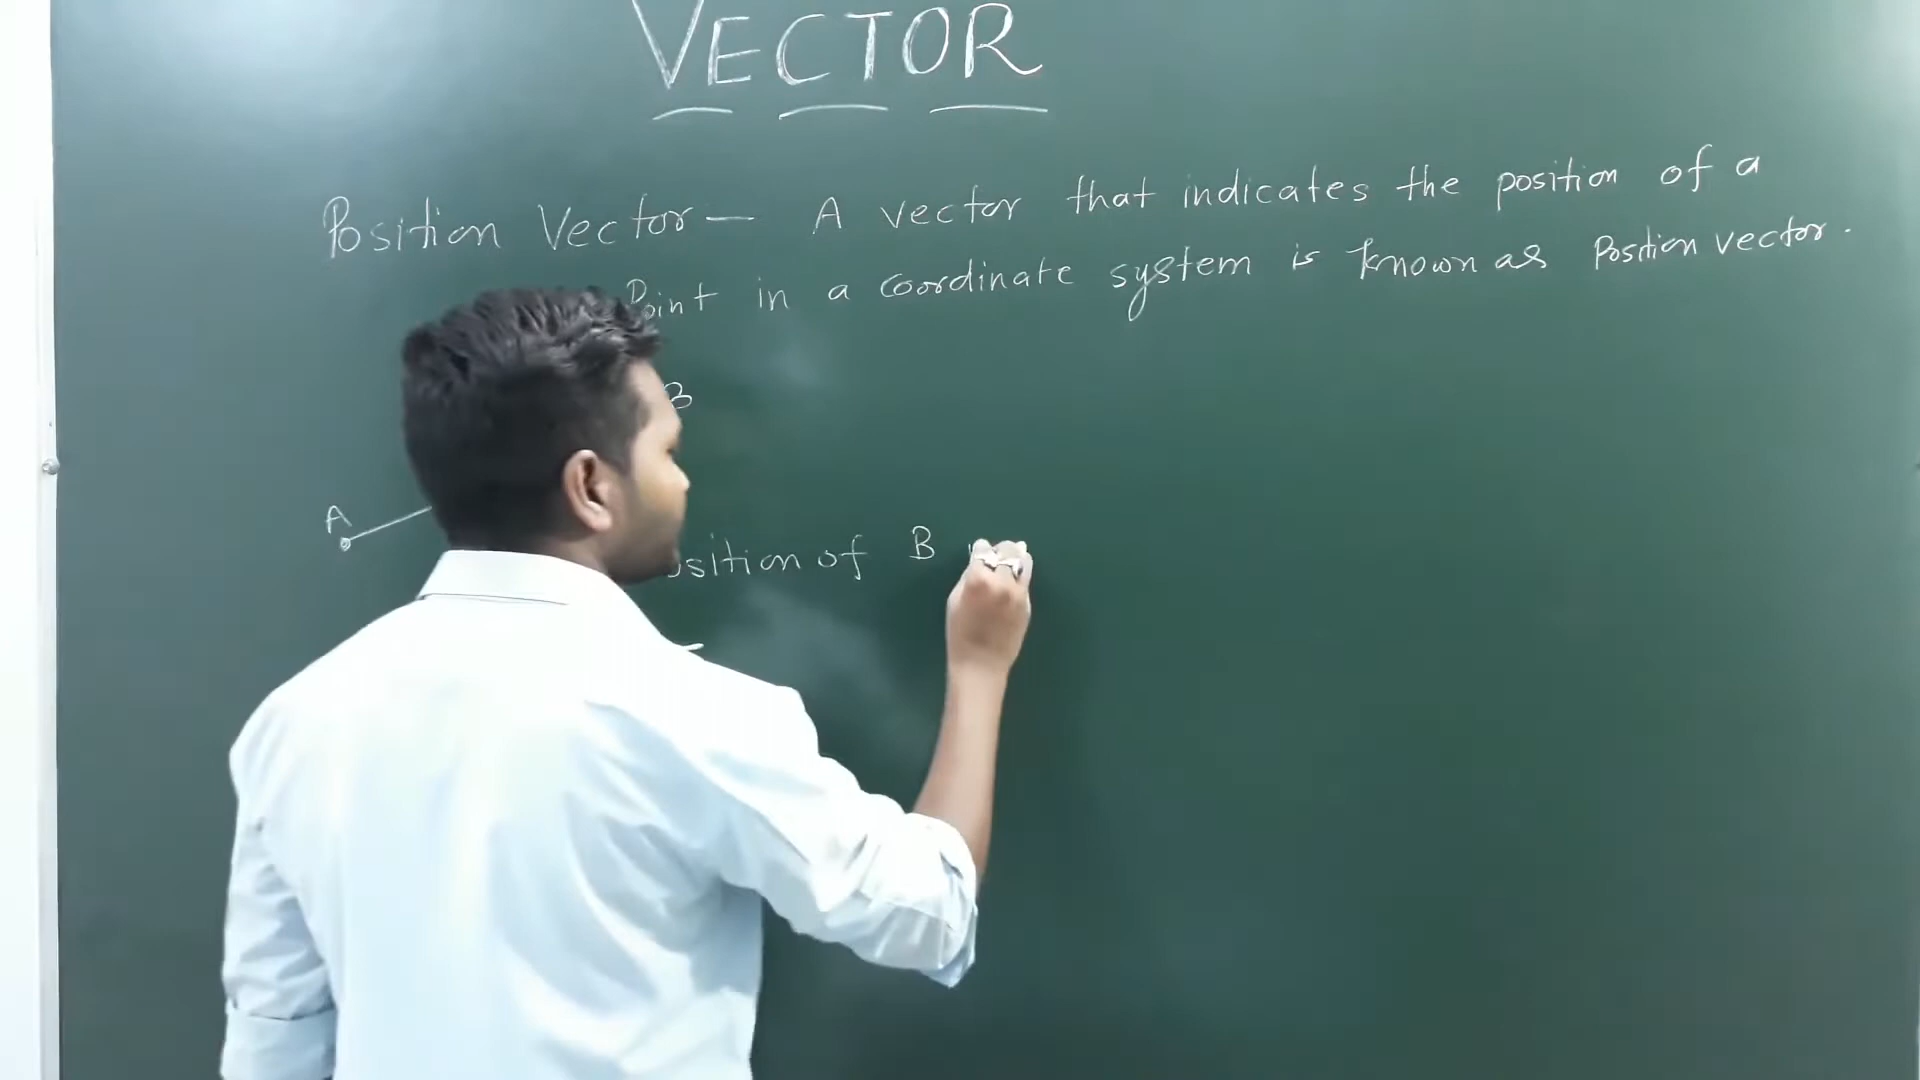 VECTOR
Position Vector — A vector that indicates the position of a
Point in a coordinate system is known as Position vector.
B
A
of B